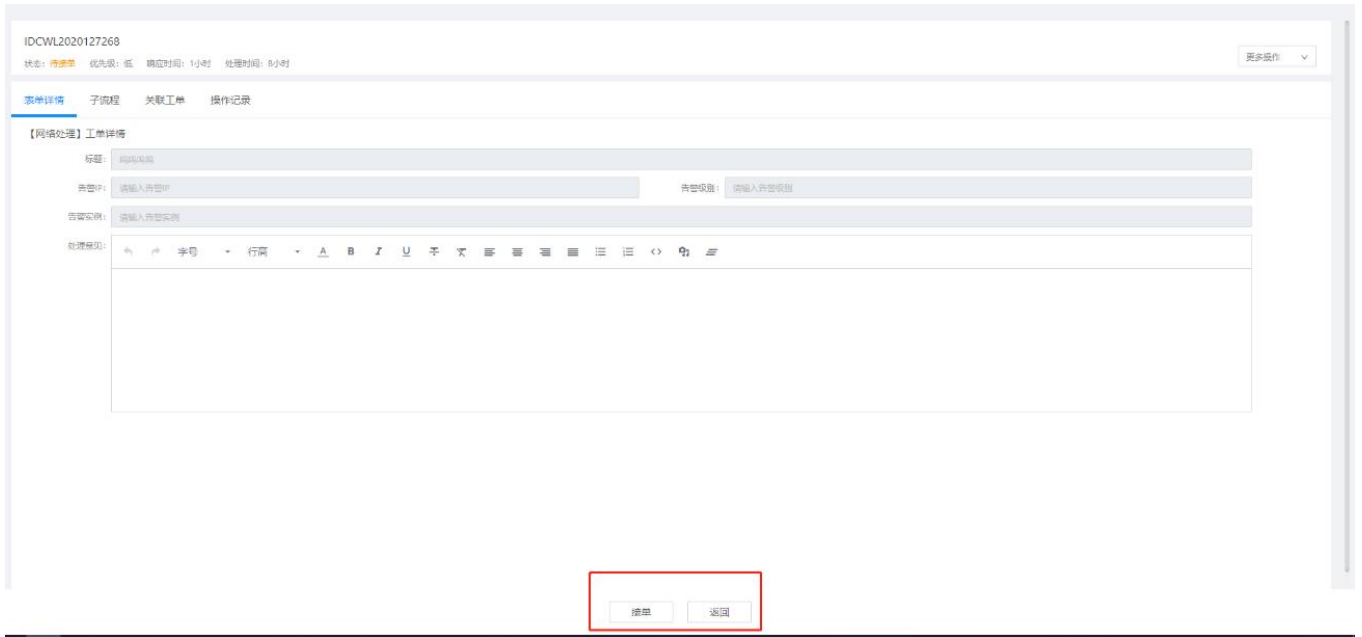 IDCWL2020127268
状态：待接单 优先级：低 响应时间：1小时 处理时间：8小时
更多操作
表单详情 子流程 关联工单 操作记录
【网络处理】工单详情
标题：
告警IP： 请输入告警IP 告警级别： 请输入告警级别
告警实例： 请输入告警实例
处理意见：
字号 行高 A B I U
接单 返回